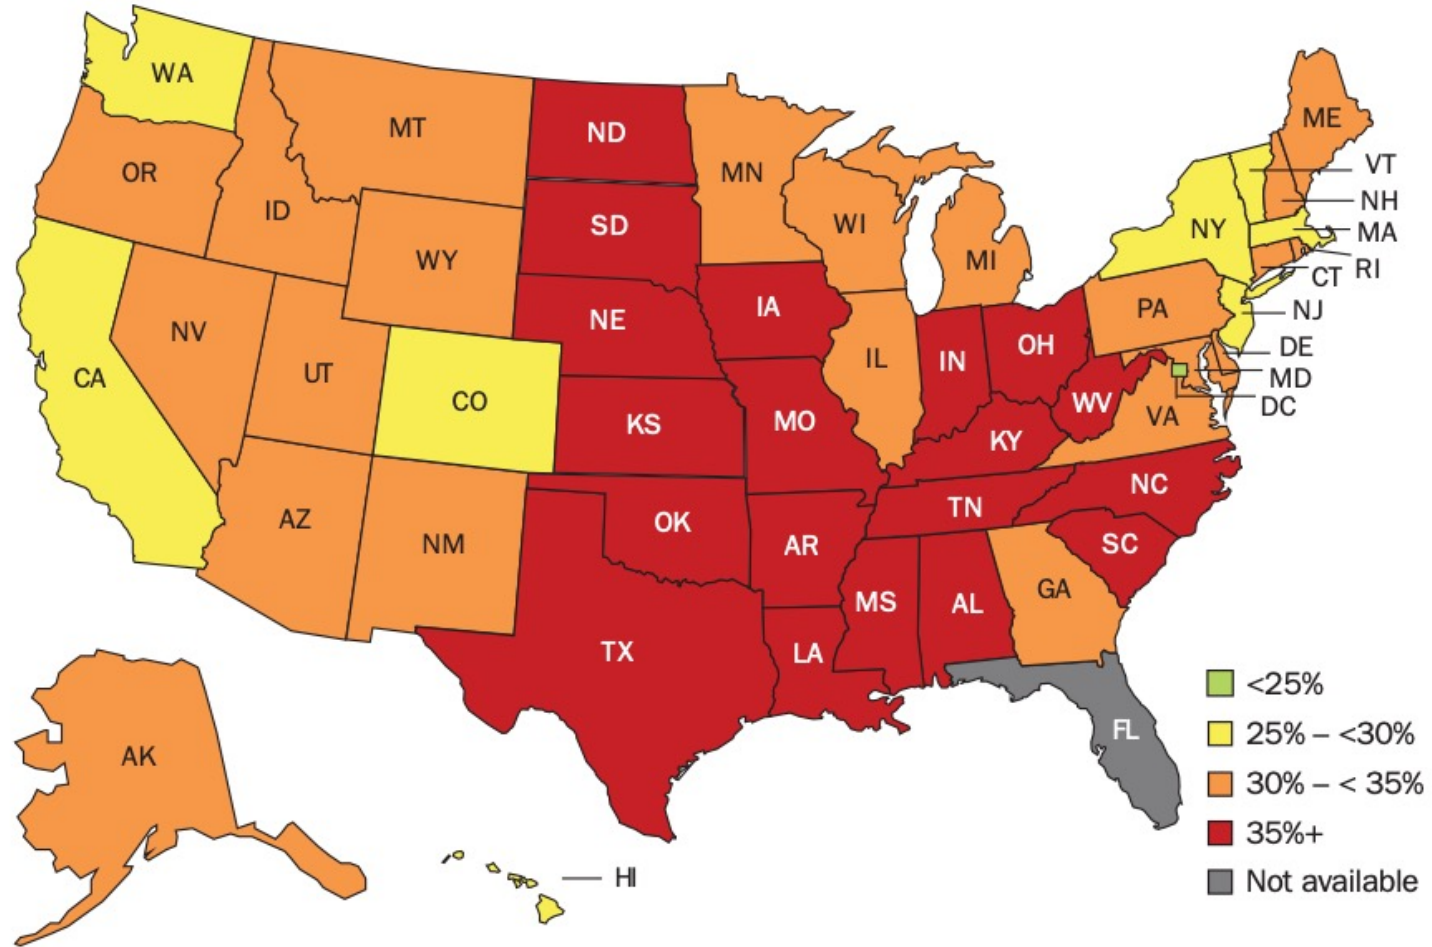 WA
MT
ND
MN
ME
VT
OR
ID
SD
WI
MI
NY
NH
MA
RI
CT
WY
NE
IA
PA
NJ
NV
UT
CO
IL
IN
OH
DE
MD
DC
CA
KS
MO
WV
VA
KY
AZ
NM
OK
AR
TN
NC
SC
TX
LA
MS
AL
GA
FL
AK
HI
<25%
25% – <30%
30% – < 35%
35%+
Not available